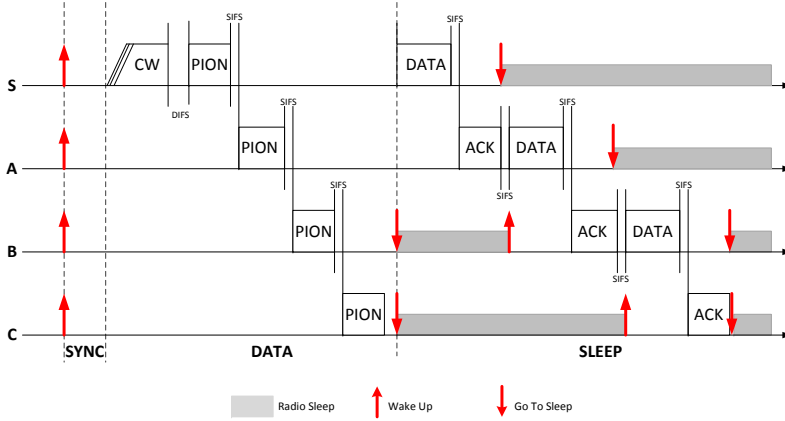 SIFS SIFS
S CW PION DATA
DIFS
SIFS SIFS
A PION ACK DATA
SIFS
SIFS SIFS
B PION ACK DATA
SIFS
C PION ACK
SYNC DATA SLEEP
Radio Sleep Wake Up Go To Sleep